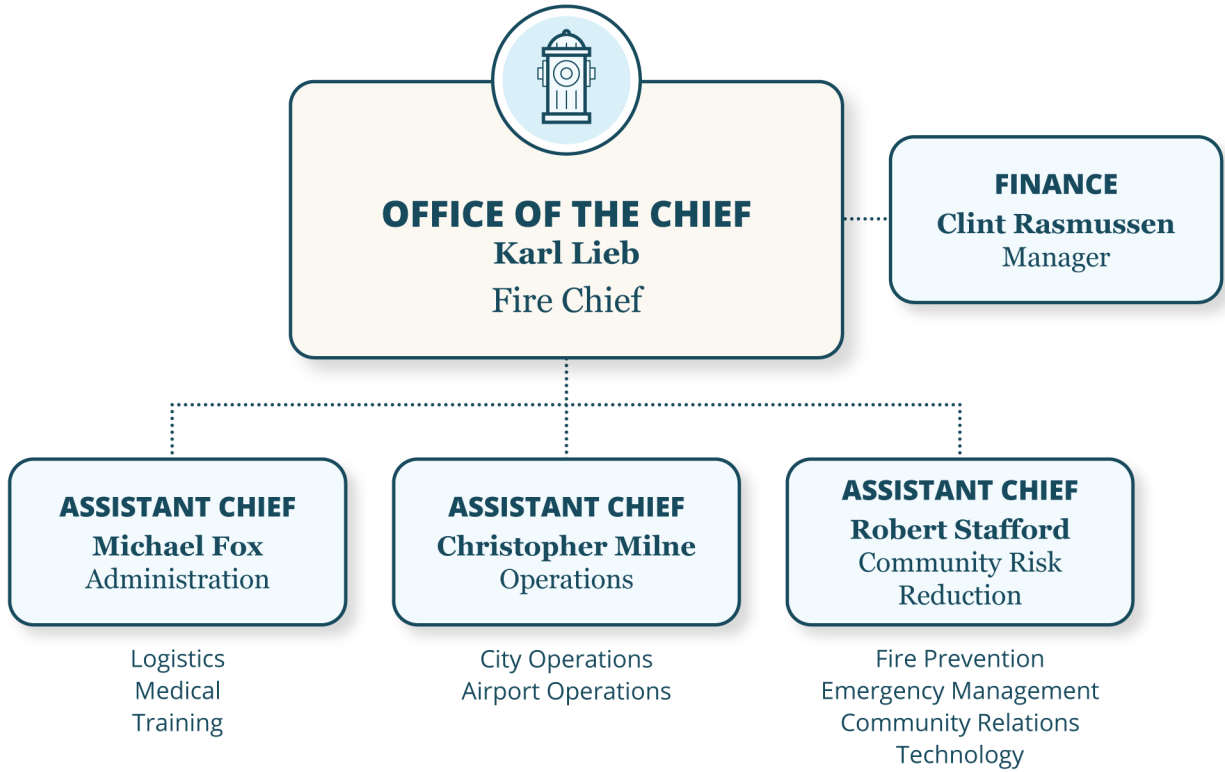 OFFICE OF THE CHIEF
Karl Lieb
Fire Chief
FINANCE
Clint Rasmussen
Manager
ASSISTANT CHIEF
Michael Fox
Administration
Logistics
Medical
Training
ASSISTANT CHIEF
Christopher Milne
Operations
City Operations
Airport Operations
ASSISTANT CHIEF
Robert Stafford
Community Risk
Reduction
Fire Prevention
Emergency Management
Community Relations
Technology